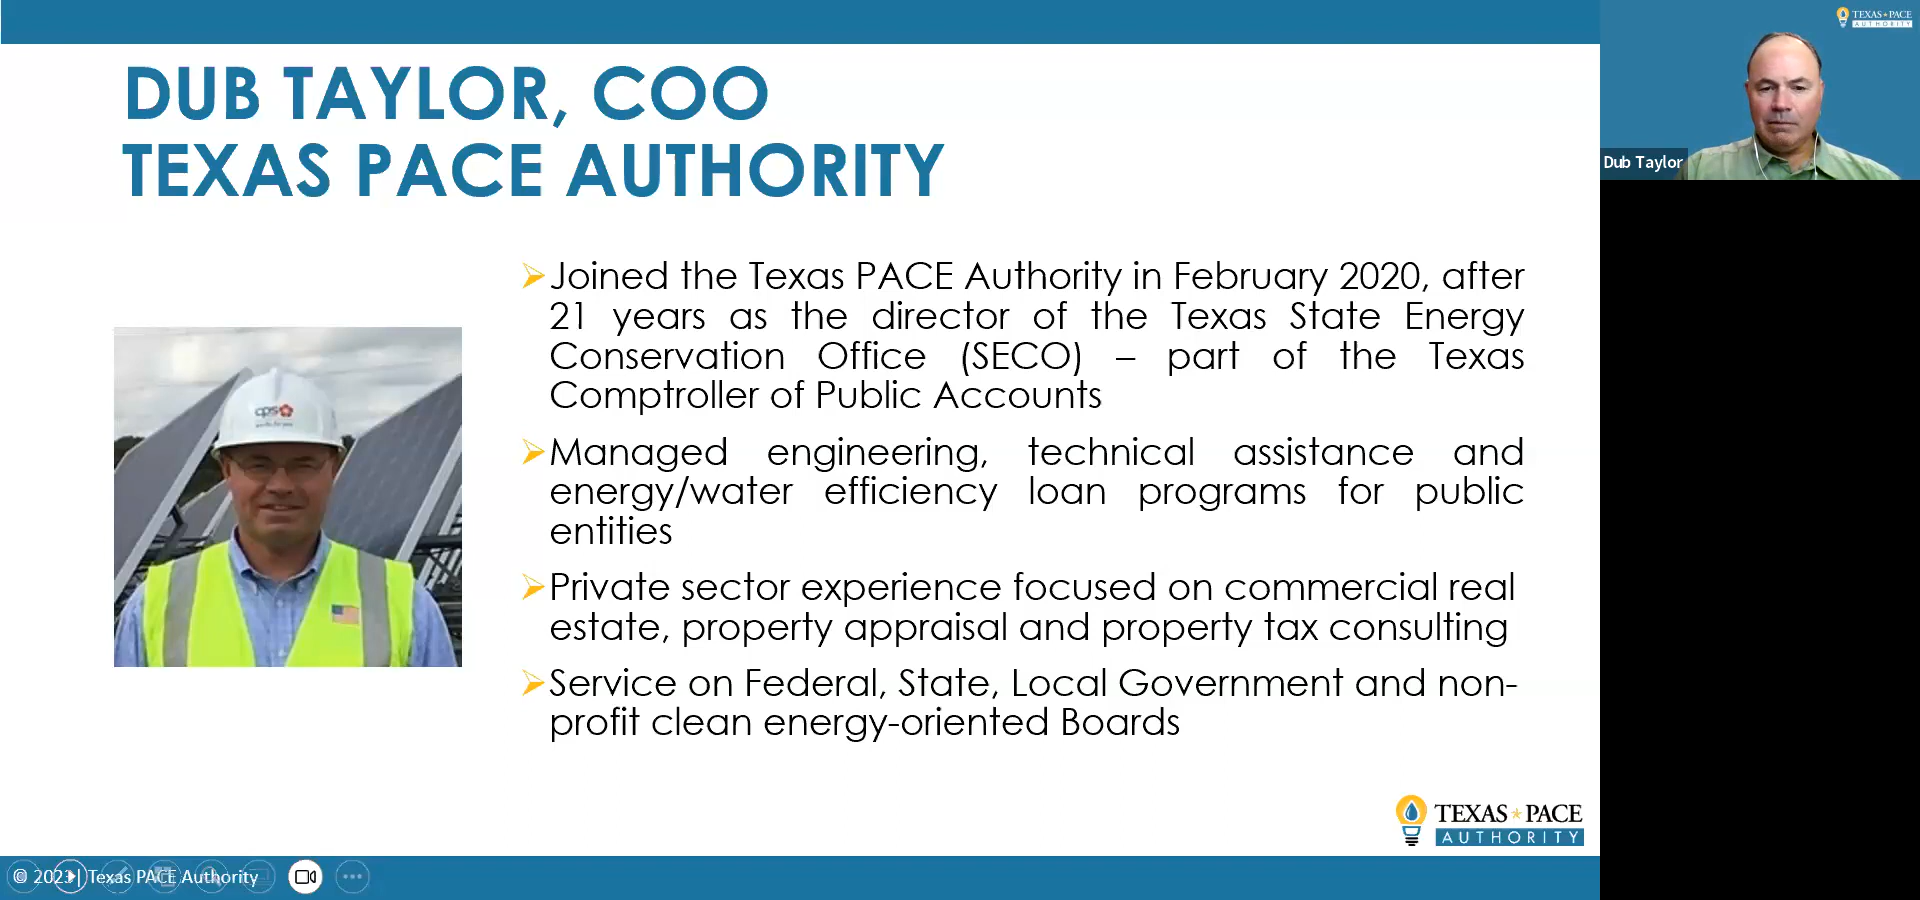 DUB TAYLOR, COO
TEXAS PACE AUTHORITY
➢Joined the Texas PACE Authority in February 2020, after
21 years as the director of the Texas State Energy
Conservation Office (SECO) – part of the Texas
Comptroller of Public Accounts
➢Managed engineering, technical assistance and
energy/water efficiency loan programs for public
entities
➢Private sector experience focused on commercial real
estate, property appraisal and property tax consulting
➢Service on Federal, State, Local Government and non-
profit clean energy-oriented Boards
cps
TEXAS★PACE
AUTHORITY
© 2023| Texas PACE Authority
TEXAS★PACE
AUTHORITY
Dub Taylor